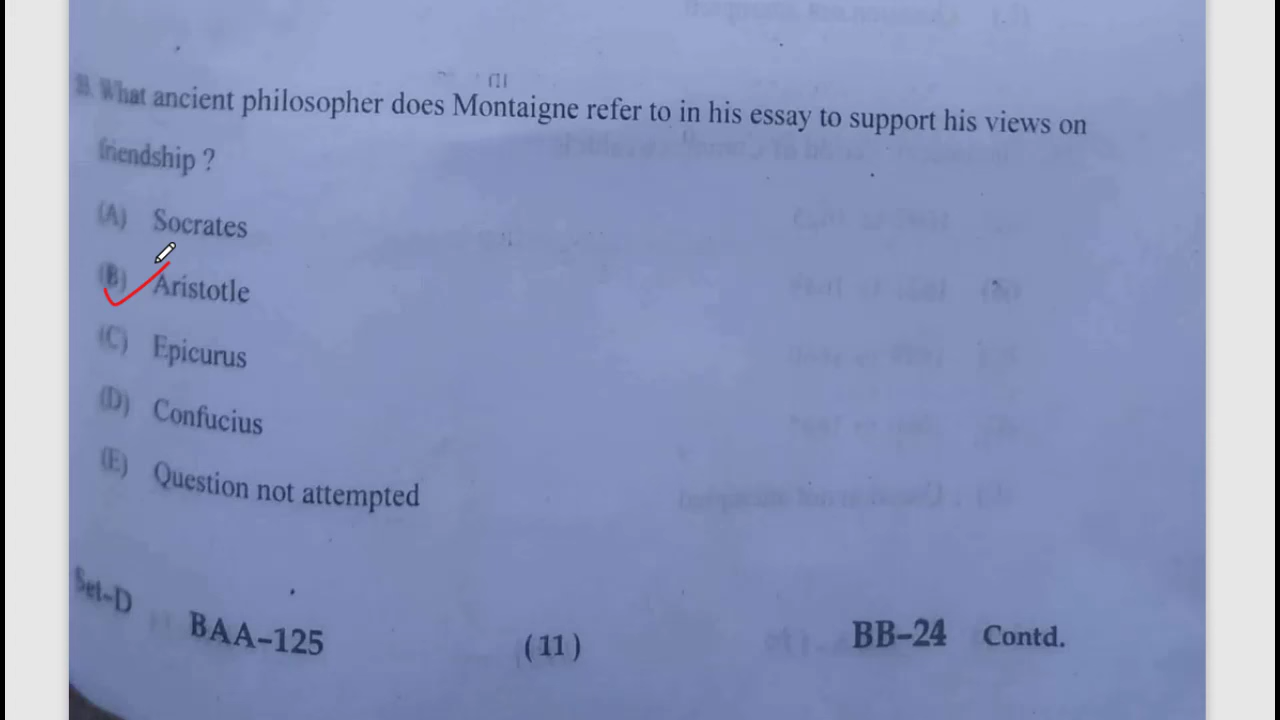 What ancient philosopher does Montaigne refer to in his essay to support his views on
friendship ?
(A) Socrates
(B) Aristotle
(C) Epicurus
(D) Confucius
(E) Question not attempted
Set-D BAA-125 (11) BB-24 Contd.